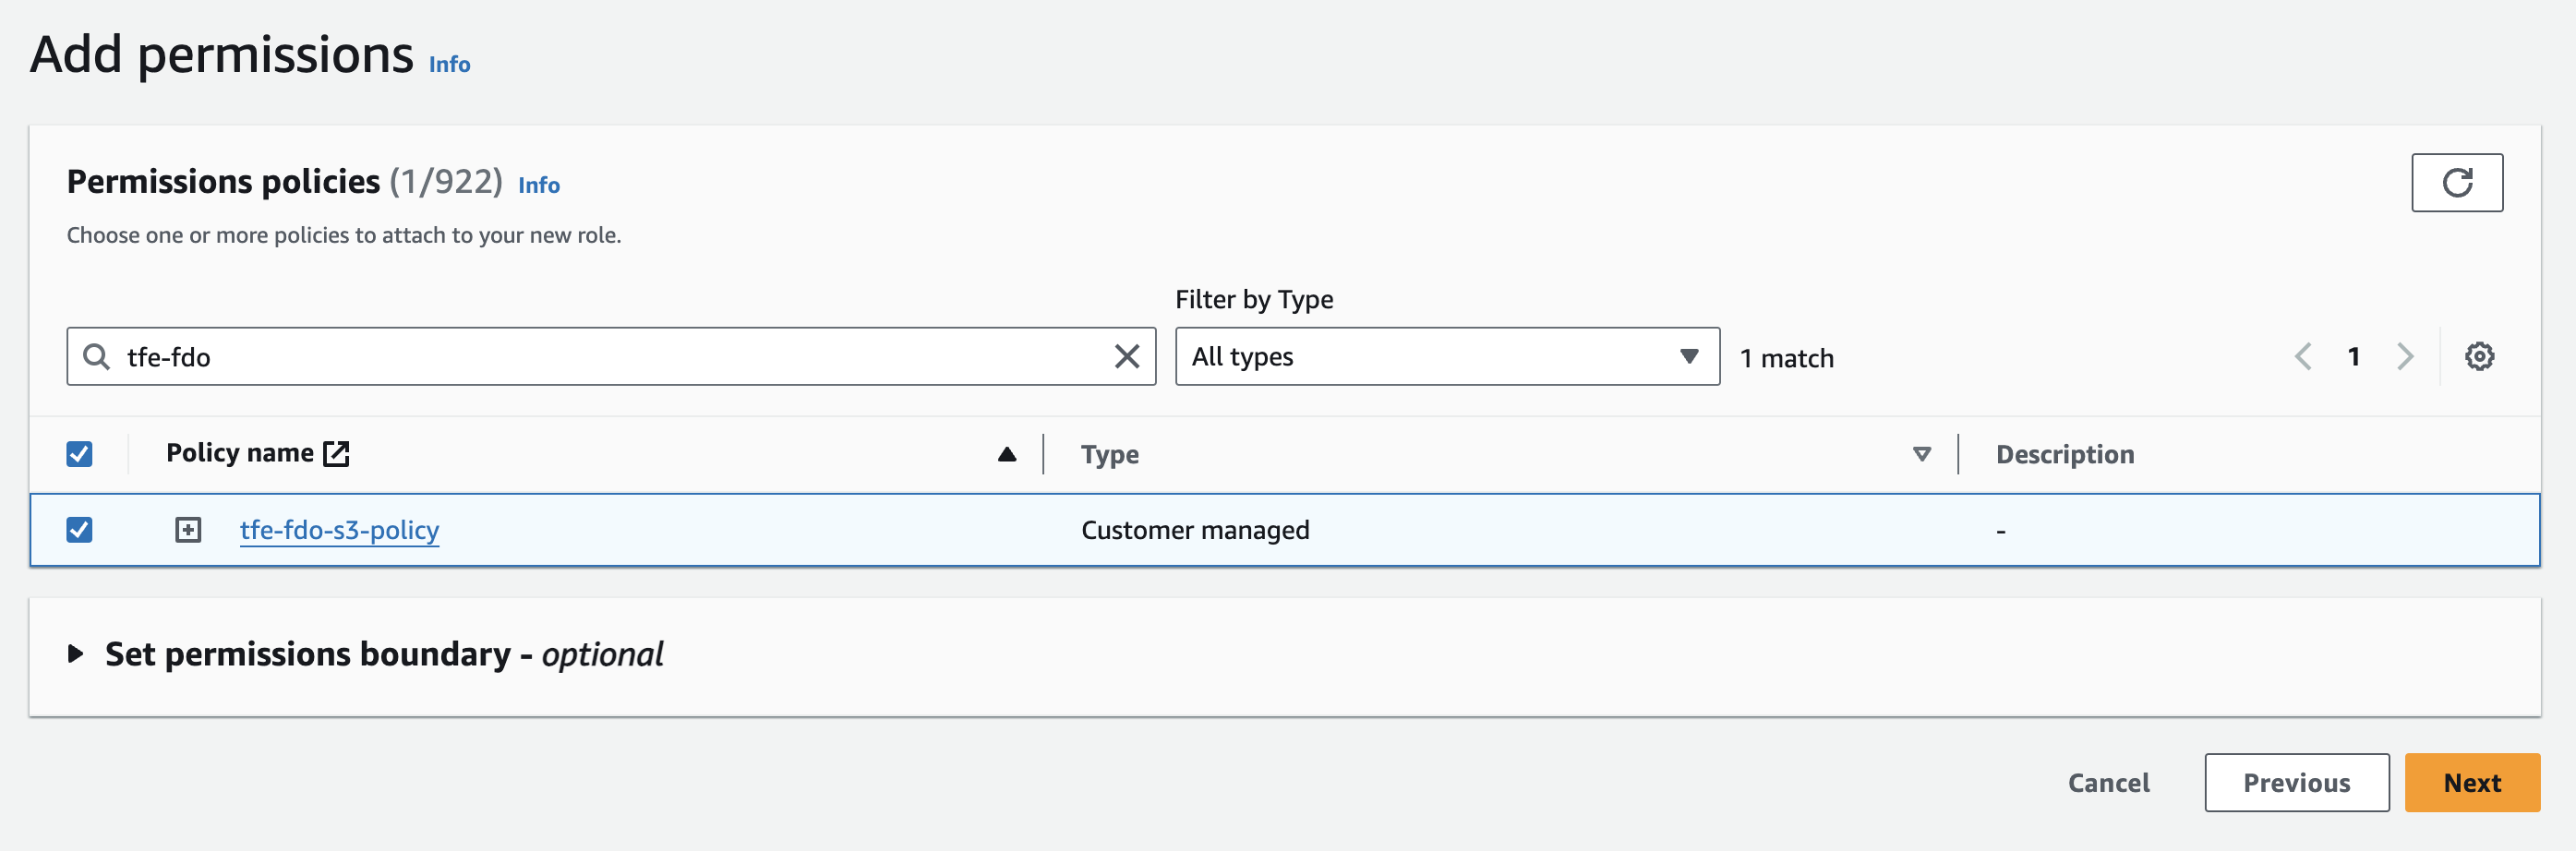 Add permissions Info
Permissions policies (1/922) Info
Choose one or more policies to attach to your new role.
Filter by Type
tfe-fdo
All types
1 match
1
Policy name
Type
Description
tfe-fdo-s3-policy
Customer managed
-
Set permissions boundary - optional
Cancel
Previous
Next